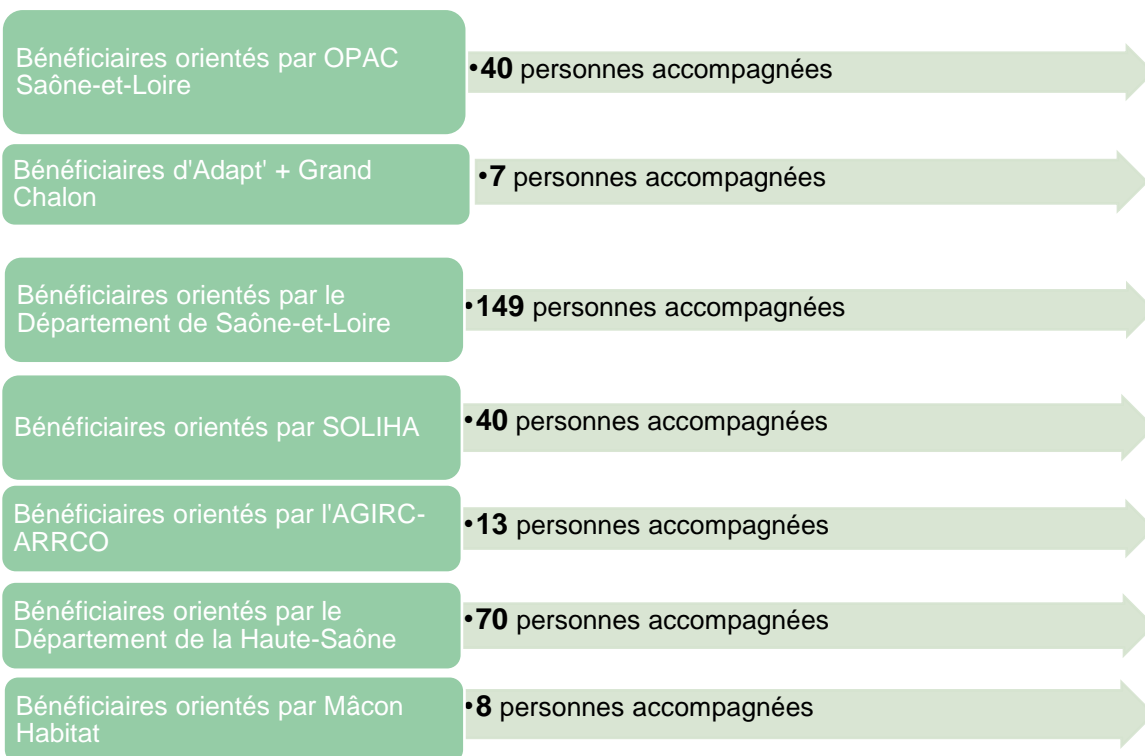 Bénéficiaires orientés par OPAC
Saône-et-Loire
•40 personnes accompagnées
Bénéficiaires d'Adapt' + Grand
Chalon
•7 personnes accompagnées
Bénéficiaires orientés par le
Département de Saône-et-Loire
•149 personnes accompagnées
Bénéficiaires orientés par SOLIHA
•40 personnes accompagnées
Bénéficiaires orientés par l'AGIRC-
ARRCO
•13 personnes accompagnées
Bénéficiaires orientés par le
Département de la Haute-Saône
•70 personnes accompagnées
Bénéficiaires orientés par Mâcon
Habitat
•8 personnes accompagnées